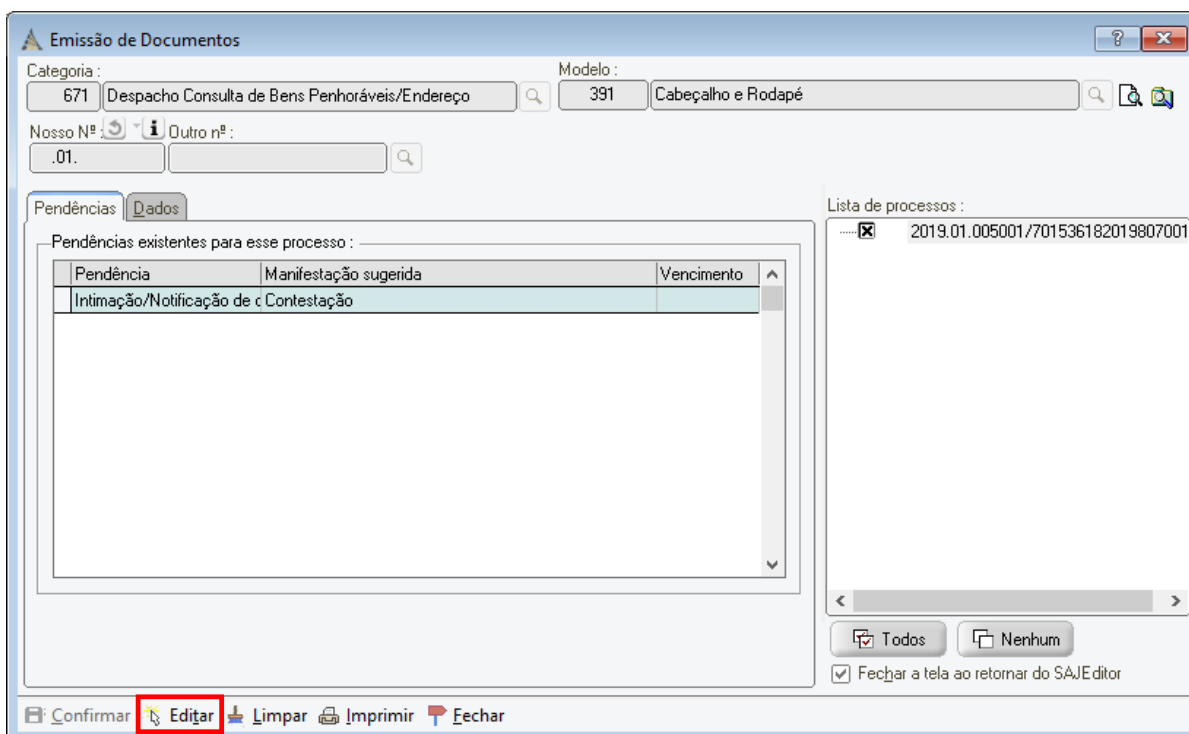 Emissão de Documentos
Categoria :
Modelo :
671 Despacho Consulta de Bens Penhoráveis/Endereço
391 Cabeçalho e Rodapé
Nosso Nº : Outro nº :
.01.
Pendências Dados
Lista de processos :
2019.01.005001/701536182019807001
Pendências existentes para esse processo :
Pendência Manifestação sugerida Vencimento
Intimação/Notificação de c Contestação
Todos Nenhum
Fechar a tela ao retornar do SAJEditor
Confirmar Editar Limpar Imprimir Fechar